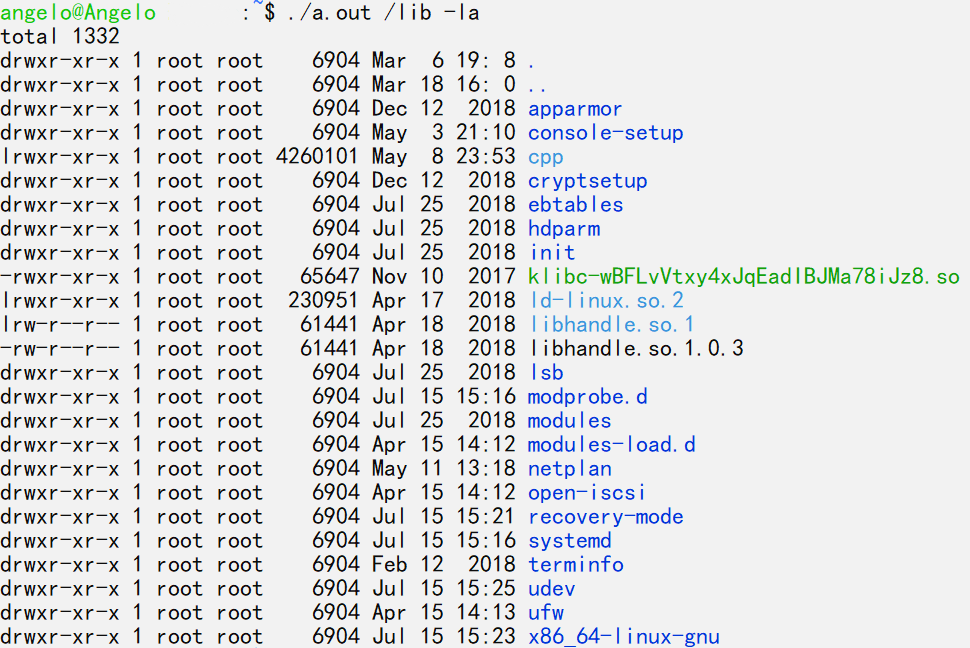 angelo@Angelo       :~$ ./a.out /lib -la
total 1332
drwxr-xr-x 1 root root    6904 Mar  6 19: 8 .
drwxr-xr-x 1 root root    6904 Mar 18 16: 0 ..
drwxr-xr-x 1 root root    6904 Dec 12  2018 apparmor
drwxr-xr-x 1 root root    6904 May  3 21:10 console-setup
lrwxr-xr-x 1 root root 4260101 May  8 23:53 cpp
drwxr-xr-x 1 root root    6904 Dec 12  2018 cryptsetup
drwxr-xr-x 1 root root    6904 Jul 25  2018 ebtables
drwxr-xr-x 1 root root    6904 Jul 25  2018 hdparm
drwxr-xr-x 1 root root    6904 Jul 25  2018 init
-rwxr-xr-x 1 root root   65647 Nov 10  2017 klibc-wBFLvVtxy4xJqEadIBJMa78iJz8.so
lrwxr-xr-x 1 root root  230951 Apr 17  2018 ld-linux.so.2
lrw-r--r-- 1 root root   61441 Apr 18  2018 libhandle.so.1
-rw-r--r-- 1 root root   61441 Apr 18  2018 libhandle.so.1.0.3
drwxr-xr-x 1 root root    6904 Jul 25  2018 lsb
drwxr-xr-x 1 root root    6904 Jul 15 15:16 modprobe.d
drwxr-xr-x 1 root root    6904 Jul 25  2018 modules
drwxr-xr-x 1 root root    6904 Apr 15 14:12 modules-load.d
drwxr-xr-x 1 root root    6904 May 11 13:18 netplan
drwxr-xr-x 1 root root    6904 Apr 15 14:12 open-iscsi
drwxr-xr-x 1 root root    6904 Jul 15 15:21 recovery-mode
drwxr-xr-x 1 root root    6904 Jul 15 15:16 systemd
drwxr-xr-x 1 root root    6904 Feb 12  2018 terminfo
drwxr-xr-x 1 root root    6904 Jul 15 15:25 udev
drwxr-xr-x 1 root root    6904 Apr 15 14:13 ufw
drwxr-xr-x 1 root root    6904 Jul 15 15:23 x86_64-linux-gnu